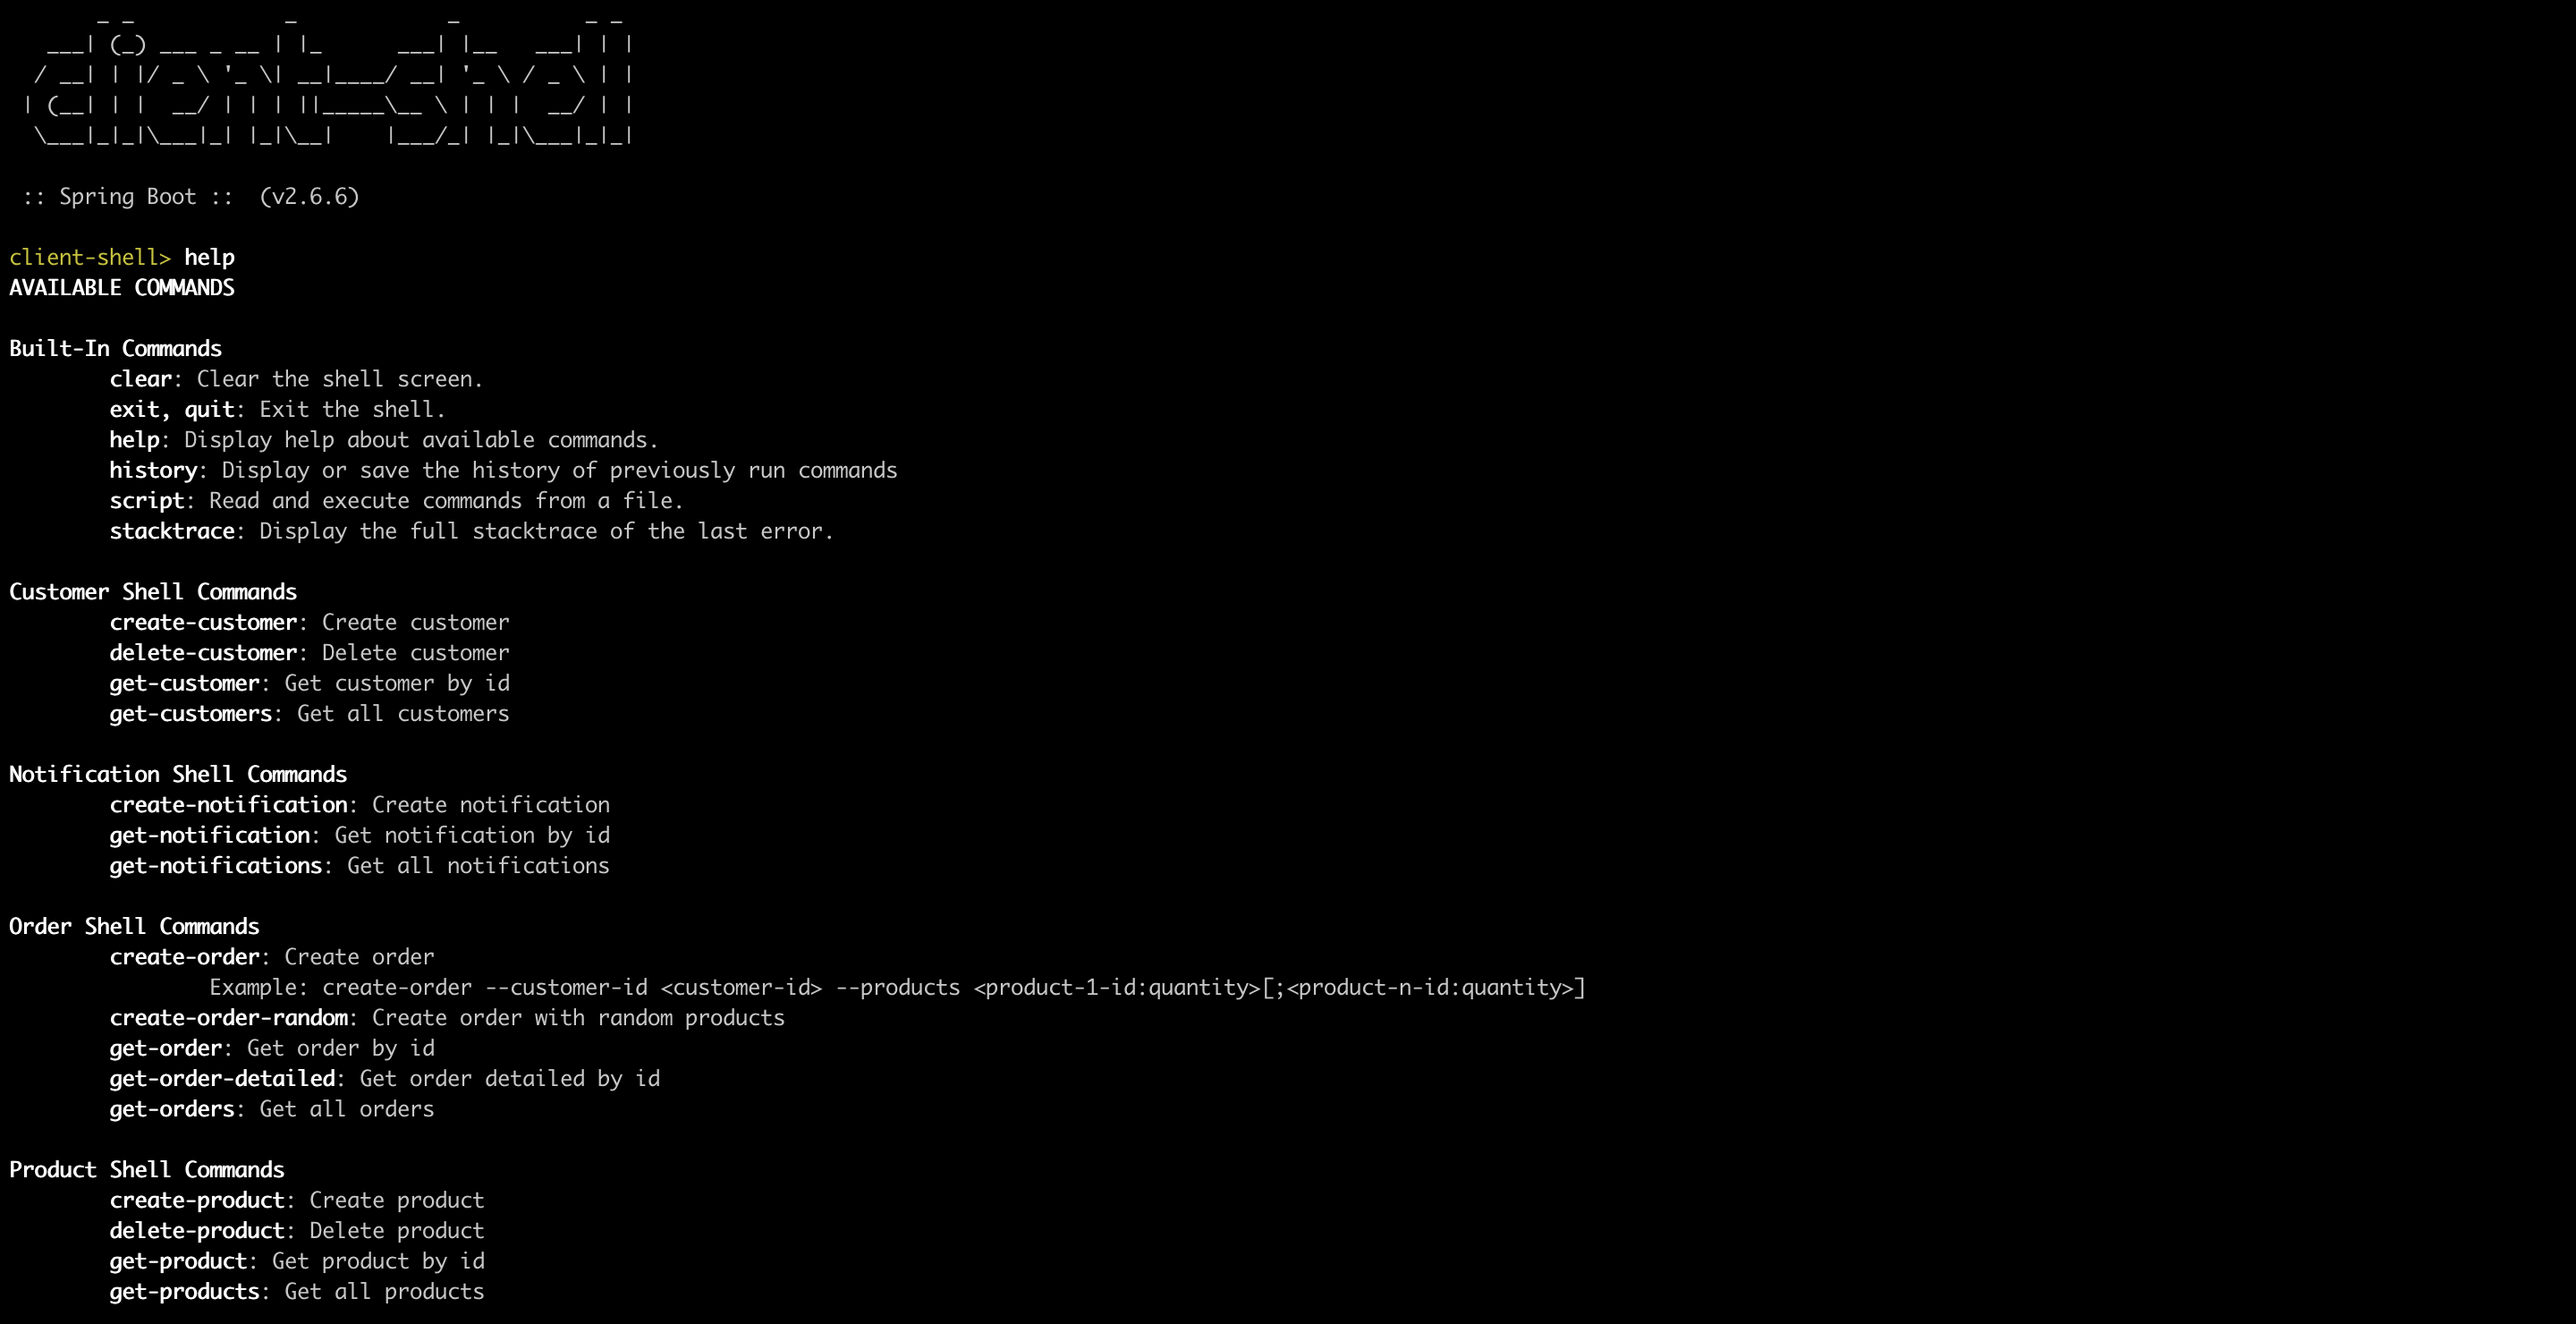 client-shell
:: Spring Boot ::  (v2.6.6)
client-shell> help
AVAILABLE COMMANDS
Built-In Commands
clear: Clear the shell screen.
exit, quit: Exit the shell.
help: Display help about available commands.
history: Display or save the history of previously run commands
script: Read and execute commands from a file.
stacktrace: Display the full stacktrace of the last error.
Customer Shell Commands
create-customer: Create customer
delete-customer: Delete customer
get-customer: Get customer by id
get-customers: Get all customers
Notification Shell Commands
create-notification: Create notification
get-notification: Get notification by id
get-notifications: Get all notifications
Order Shell Commands
create-order: Create order
Example: create-order --customer-id <customer-id> --products <product-1-id:quantity>[;<product-n-id:quantity>]
create-order-random: Create order with random products
get-order: Get order by id
get-order-detailed: Get order detailed by id
get-orders: Get all orders
Product Shell Commands
create-product: Create product
delete-product: Delete product
get-product: Get product by id
get-products: Get all products